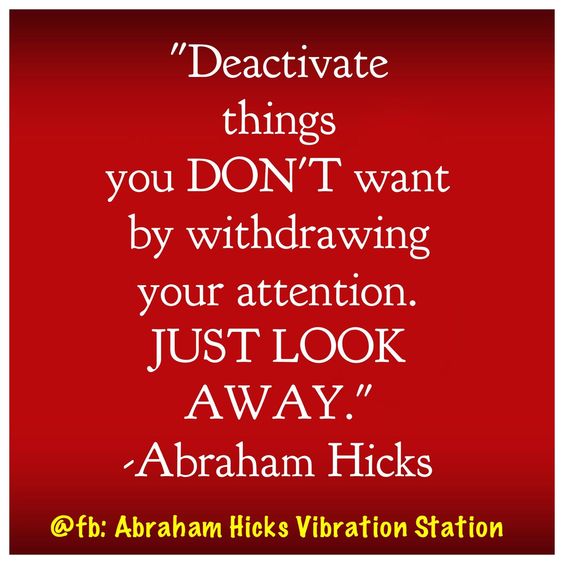 "Deactivate
things
you DON'T want
by withdrawing
your attention.
JUST LOOK
AWAY."
-Abraham Hicks
@fb: Abraham Hicks Vibration Station